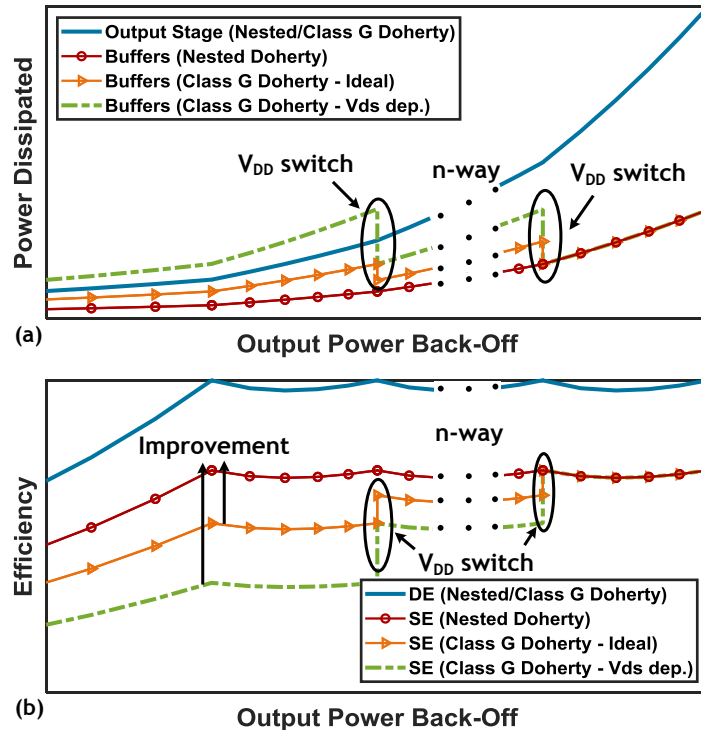 Output Stage (Nested/Class G Doherty)
Buffers (Nested Doherty)
Buffers (Class G Doherty - Ideal)
Buffers (Class G Doherty - Vds dep.)
VDD switch
n-way
VDD switch
Power Dissipated
(a)
Output Power Back-Off
Improvement
n-way
VDD switch
Efficiency
DE (Nested/Class G Doherty)
SE (Nested Doherty)
SE (Class G Doherty - Ideal)
SE (Class G Doherty - Vds dep.)
(b)
Output Power Back-Off